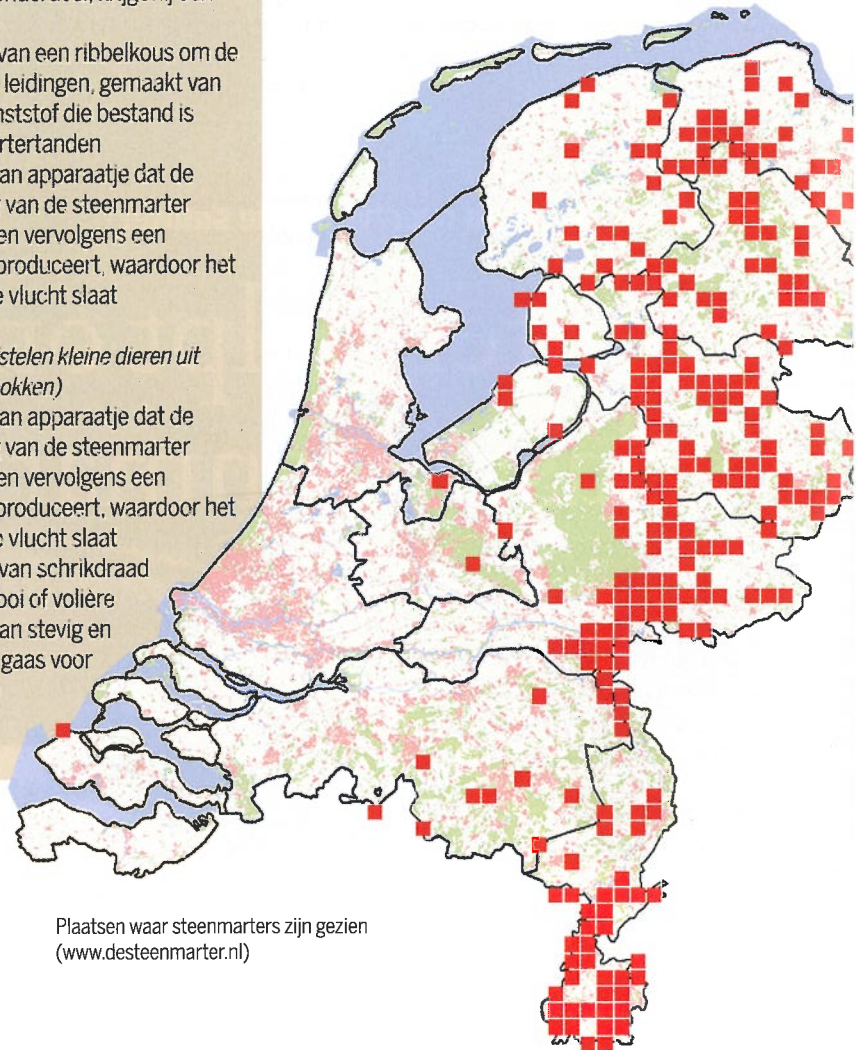 van een ribbelkous om de
leidingen, gemaakt van
nststof die bestand is
rtertanden
an apparaatje dat de
van de steenmarter
en vervolgens een
produceert, waardoor het
e vlucht slaat
stelen kleine dieren uit
okken)
an apparaatje dat de
van de steenmarter
en vervolgens een
produceert, waardoor het
e vlucht slaat
van schrikdraad
ooi of volière
an stevig en
gaas voor
Plaatsen waar steenmarters zijn gezien
(www.desteenmarter.nl)